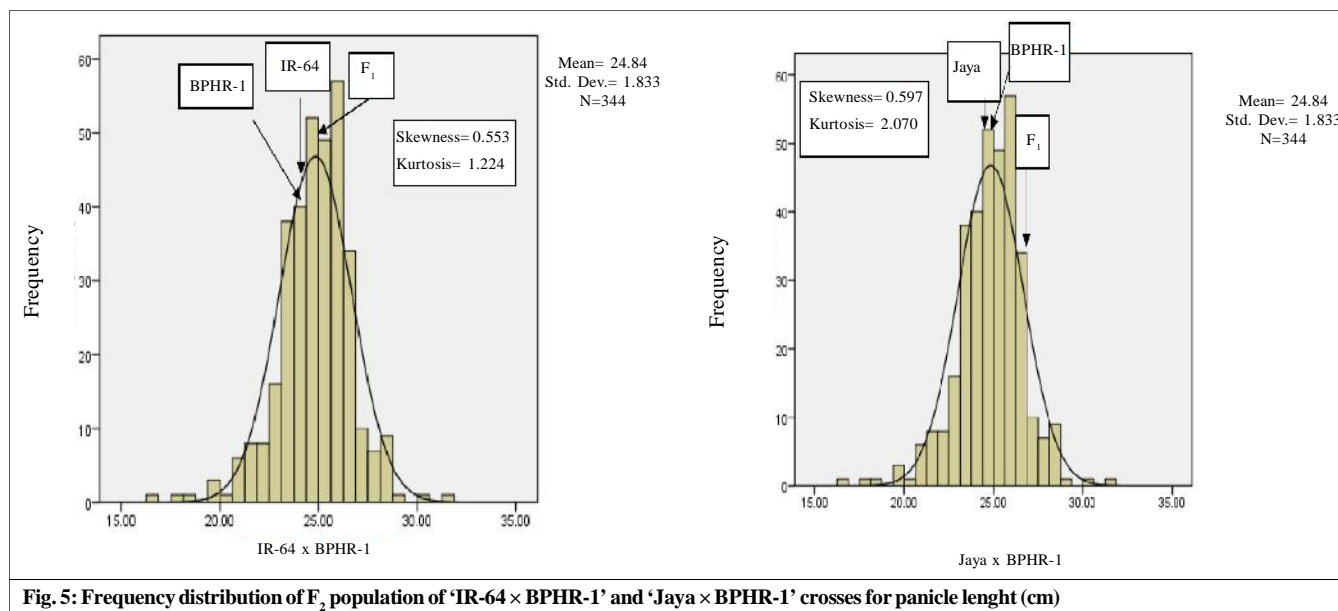 IR-64
BPHR-1
F₁
Mean= 24.84
Std. Dev.= 1.833
N=344
Skewness= 0.553
Kurtosis= 1.224
Frequency
60
50
40
30
20
10
0
15.00 20.00 25.00 30.00 35.00
IR-64 x BPHR-1
BPHR-1
Jaya
F₁
Skewness= 0.597
Kurtosis= 2.070
Mean= 24.84
Std. Dev.= 1.833
N=344
Frequency
60
50
40
30
20
10
0
15.00 20.00 25.00 30.00 35.00
Jaya x BPHR-1
Fig. 5: Frequency distribution of F₂ population of ‘IR-64 × BPHR-1’ and ‘Jaya × BPHR-1’ crosses for panicle lenght (cm)